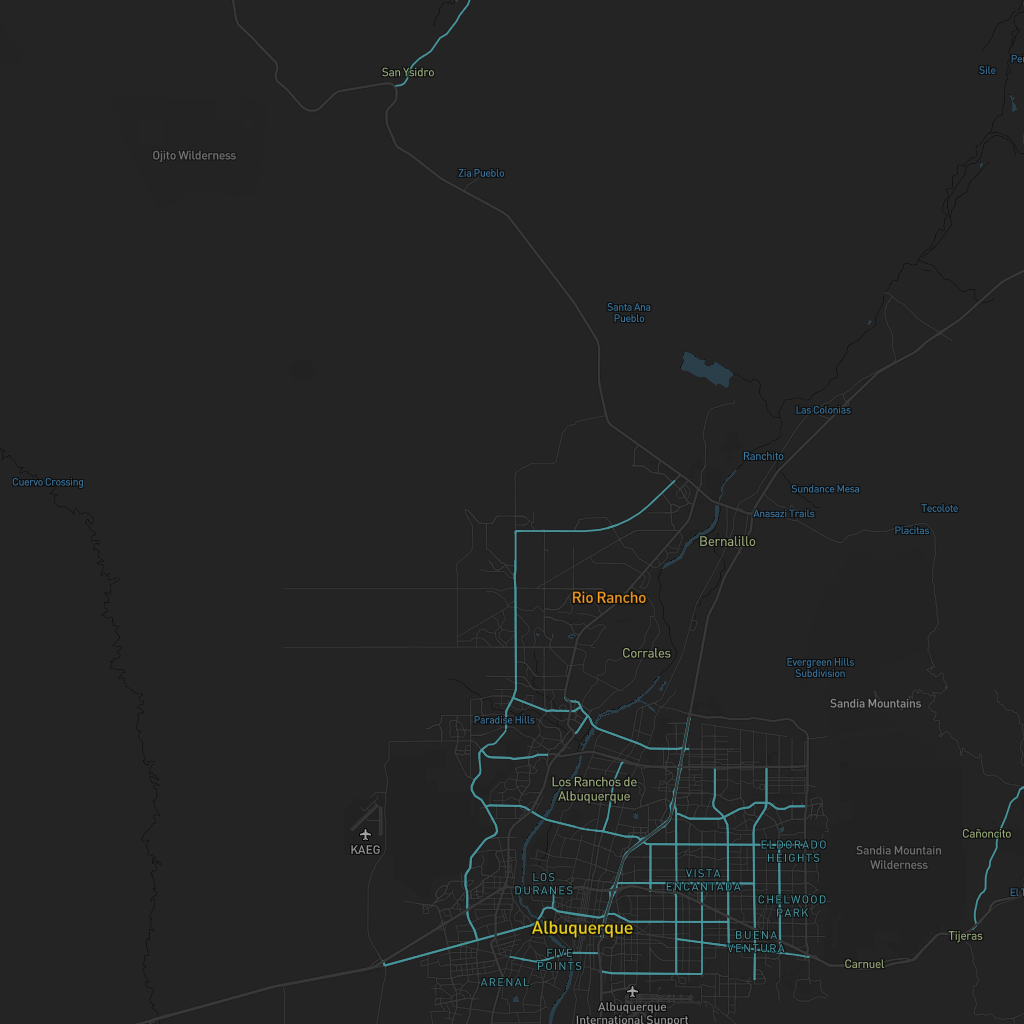 Sile
San Ysidro
Ojito Wilderness
Zia Pueblo
Santa Ana
Pueblo
Las Colonias
Ranchito
Cuervo Crossing
Sundance Mesa
Tecolote
Anasazi Trails
Placitas
Bernalillo
Rio Rancho
Corrales
Evergreen Hills
Subdivision
Sandia Mountains
Paradise Hills
Los Ranchos de
Albuquerque
KAEG
Cañoncito
ELDORADO
HEIGHTS
Sandia Mountain
Wilderness
VISTA
ENCANTADA
LOS
DURANES
CHELWOOD
PARK
Albuquerque
BUENA
VENTURA
Tijeras
FIVE
POINTS
Carnuel
ARENAL
Albuquerque
International Sunport